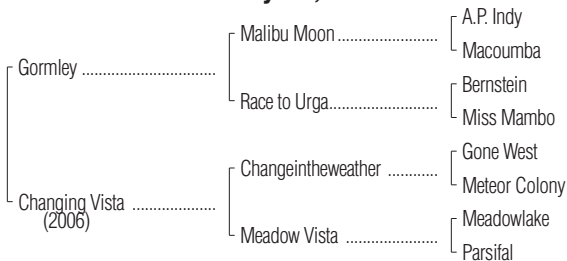 A.P. Indy
Malibu Moon
Macoumba
Gormley
Bernstein
Race to Urga
Miss Mambo
Gone West
Changeintheweather
Meteor Colony
Changing Vista
(2006)
Meadowlake
Meadow Vista
Parsifal